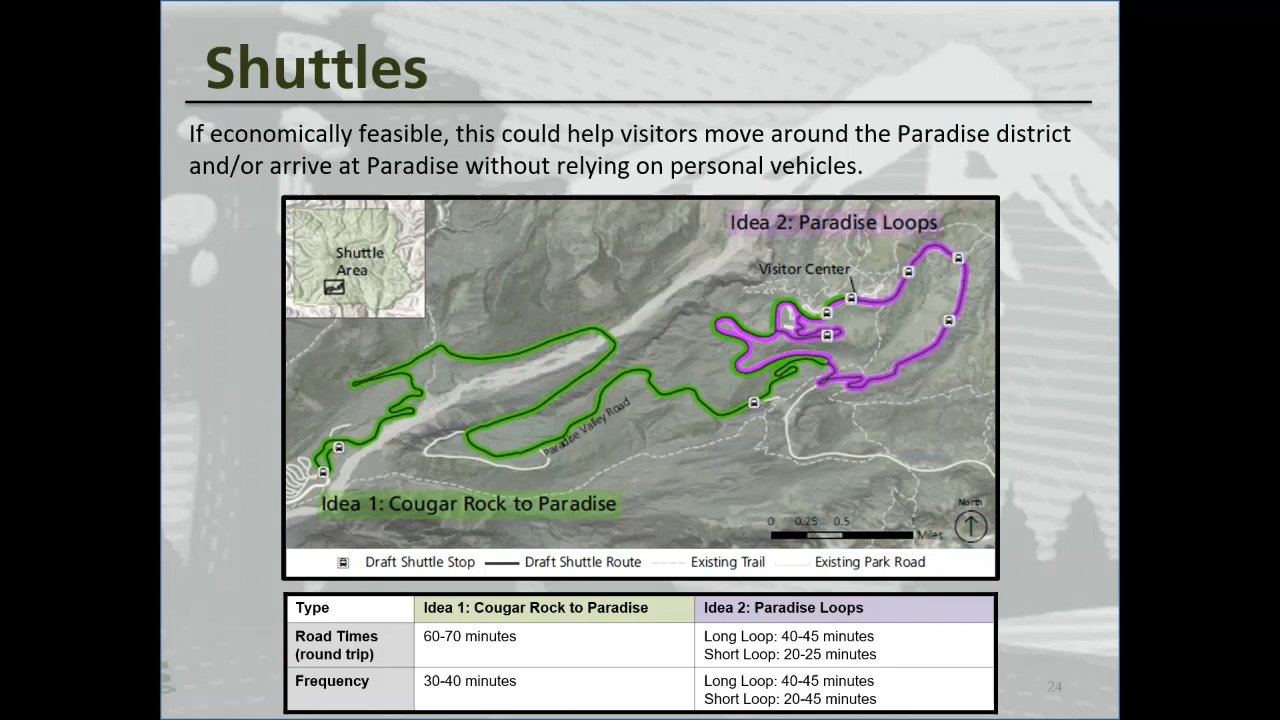 Shuttles
If economically feasible, this could help visitors move around the Paradise district
and/or arrive at Paradise without relying on personal vehicles.
Shuttle
Area
Idea 2: Paradise Loops
Visitor Center
Paradise Valley Road
Idea 1: Cougar Rock to Paradise
North
0 0.25 0.5 1
Miles
Draft Shuttle Stop Draft Shuttle Route Existing Trail Existing Park Road
Type Idea 1: Cougar Rock to Paradise Idea 2: Paradise Loops
Road Times 60-70 minutes Long Loop: 40-45 minutes
(round trip) Short Loop: 20-25 minutes
Frequency 30-40 minutes Long Loop: 40-45 minutes
Short Loop: 20-45 minutes
24